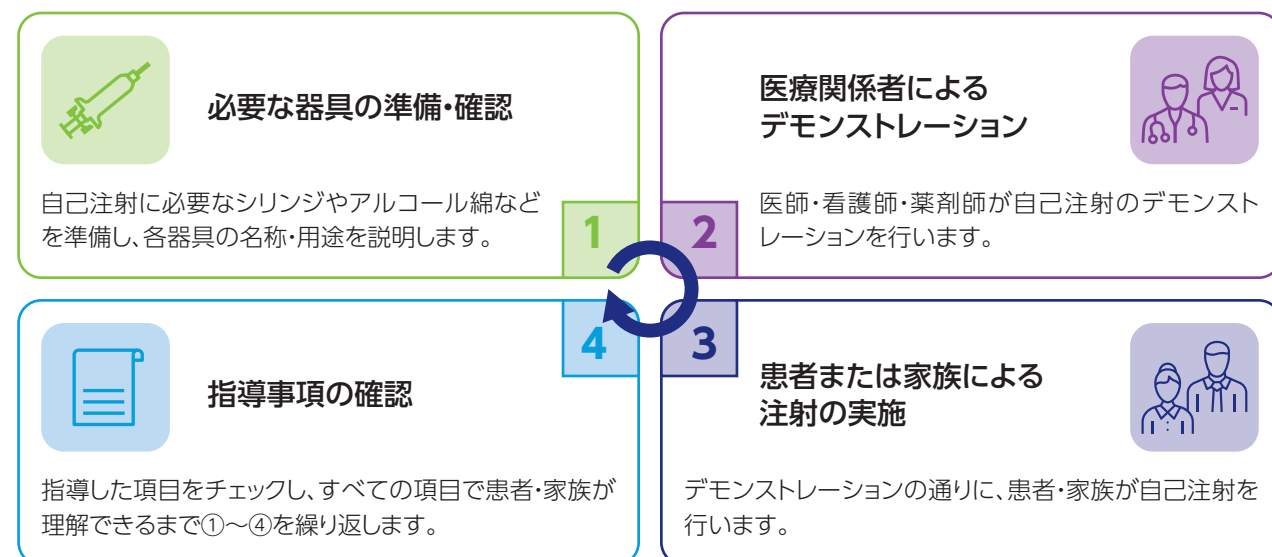 必要な器具の準備・確認
自己注射に必要なシリンジやアルコール綿など
を準備し、各器具の名称・用途を説明します。
1
医療関係者による
デモンストレーション
医師・看護師・薬剤師が自己注射のデモンスト
レーションを行います。
2
患者または家族による
注射の実施
デモンストレーションの通りに、患者・家族が自己注射を
行います。
3
指導事項の確認
指導した項目をチェックし、すべての項目で患者・家族が
理解できるまで①〜④を繰り返します。
4